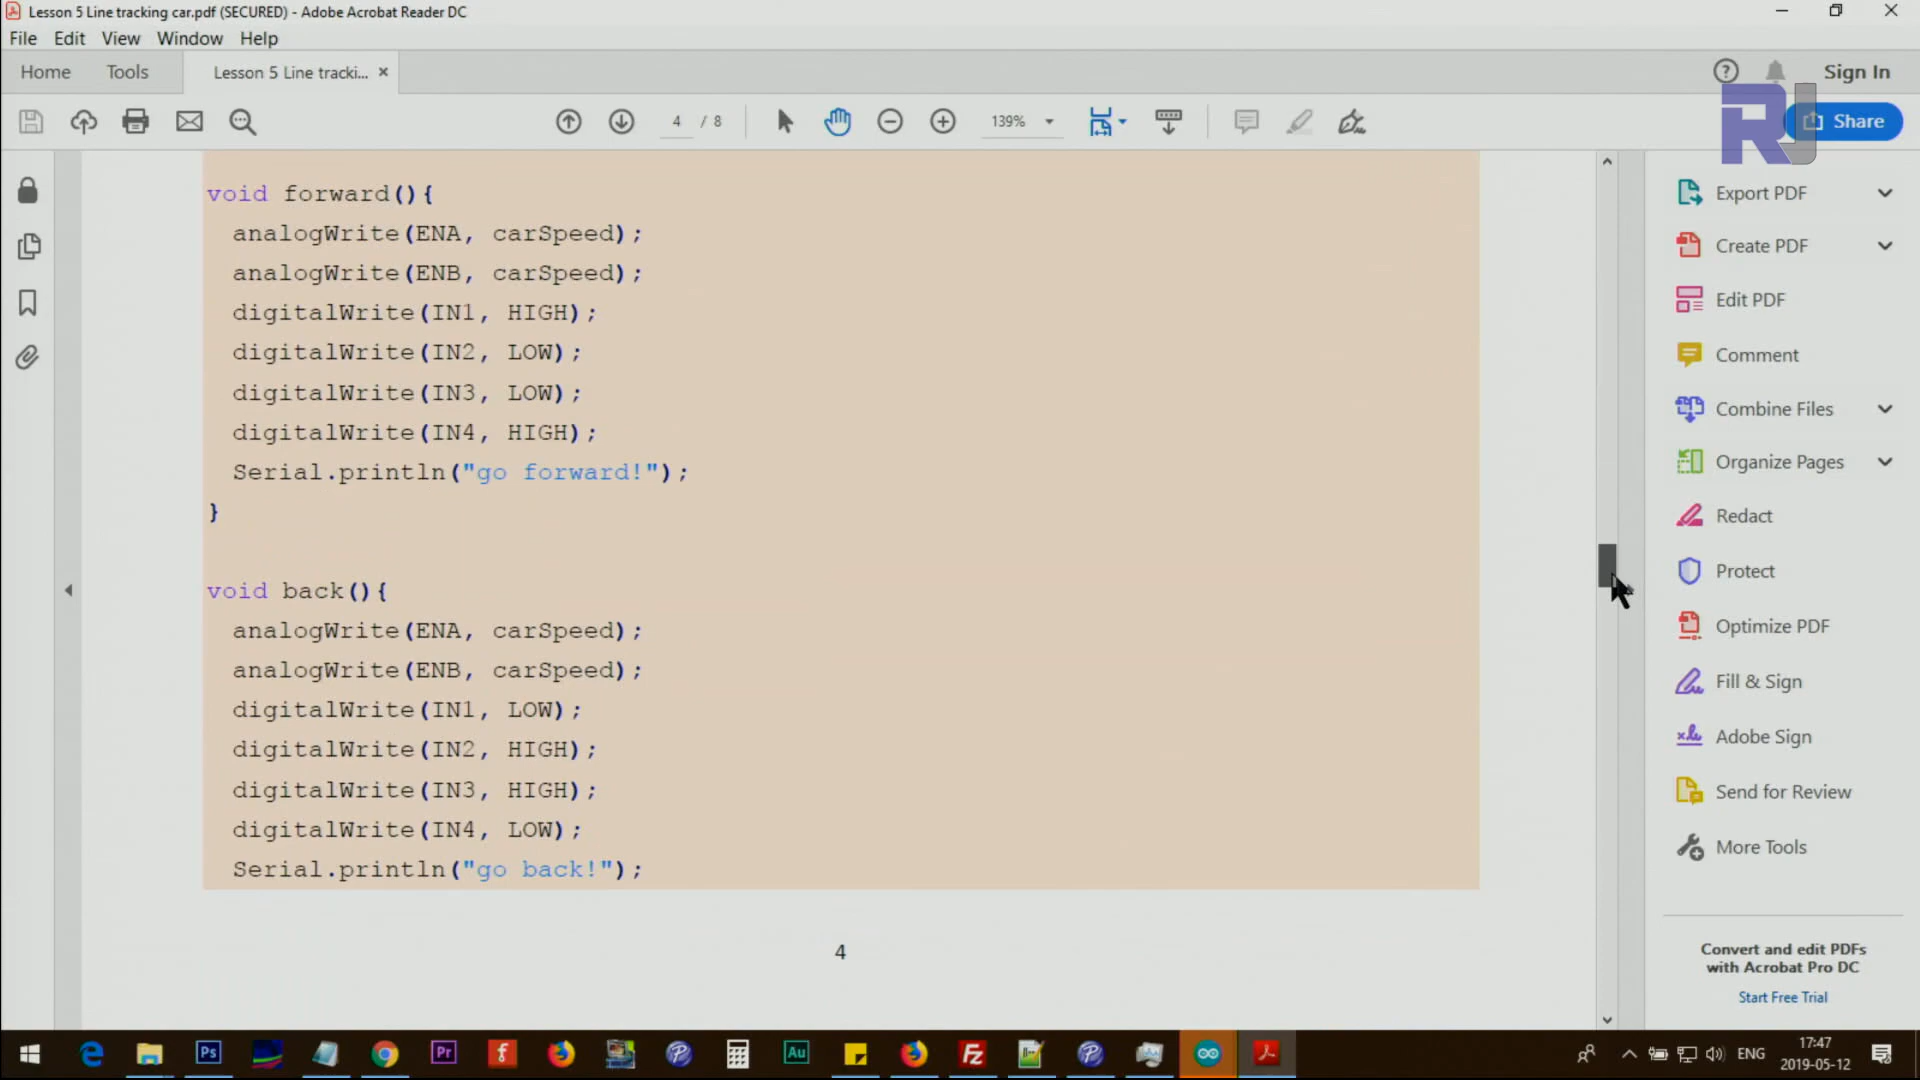 Lesson 5 Line tracking car.pdf (SECURED) - Adobe Acrobat Reader DC
File Edit View Window Help
Home Tools Lesson 5 Line tracki... × Sign In
4 / 8 139% Share
RJ
void forward(){
analogWrite(ENA, carSpeed);
analogWrite(ENB, carSpeed);
digitalWrite(IN1, HIGH);
digitalWrite(IN2, LOW);
digitalWrite(IN3, LOW);
digitalWrite(IN4, HIGH);
Serial.println("go forward!");
}
void back(){
analogWrite(ENA, carSpeed);
analogWrite(ENB, carSpeed);
digitalWrite(IN1, LOW);
digitalWrite(IN2, HIGH);
digitalWrite(IN3, HIGH);
digitalWrite(IN4, LOW);
Serial.println("go back!");
4
Export PDF
Create PDF
Edit PDF
Comment
Combine Files
Organize Pages
Redact
Protect
Optimize PDF
Fill & Sign
Adobe Sign
Send for Review
More Tools
Convert and edit PDFs
with Acrobat Pro DC
Start Free Trial
Ps Pr f Au Fz ENG
17:47
2019-05-12